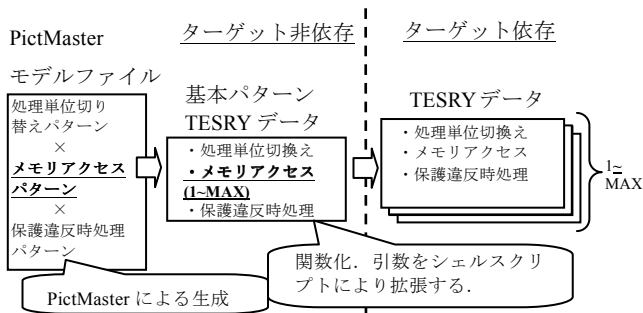 PictMaster
モデルファイル
処理単位切り
替えパターン
×
メモリアクセス
パターン
×
保護違反時処理
パターン
PictMaster による生成
ターゲット非依存
基本パターン
TESRY データ
・処理単位切換え
・メモリアクセス
(1~MAX)
・保護違反時処理
関数化．引数をシェルスクリ
プトにより拡張する．
ターゲット依存
TESRY データ
・処理単位切換え
・メモリアクセス
・保護違反時処理
1~
MAX